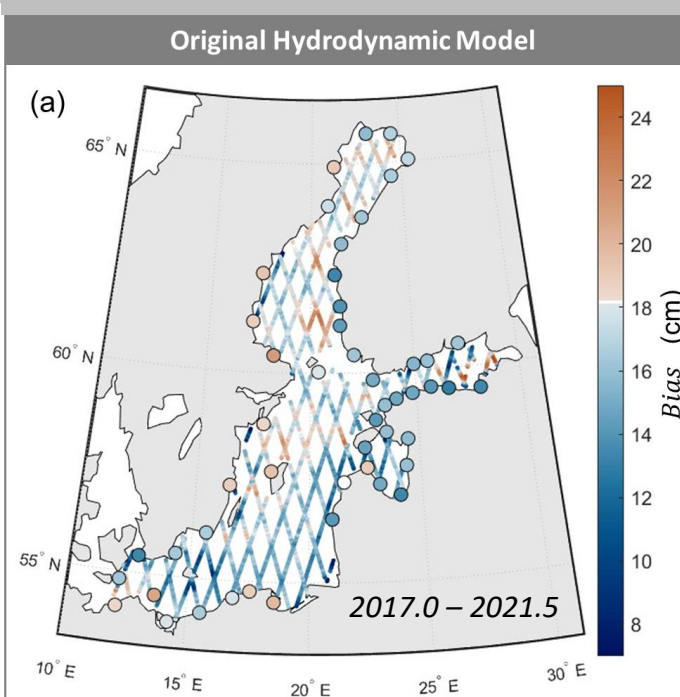 Original Hydrodynamic Model
(a)
65° N
60° N
55° N
10° E
15° E
20° E
25° E
30° E
2017.0 – 2021.5
24
22
20
18
16
14
12
10
8
Bias (cm)